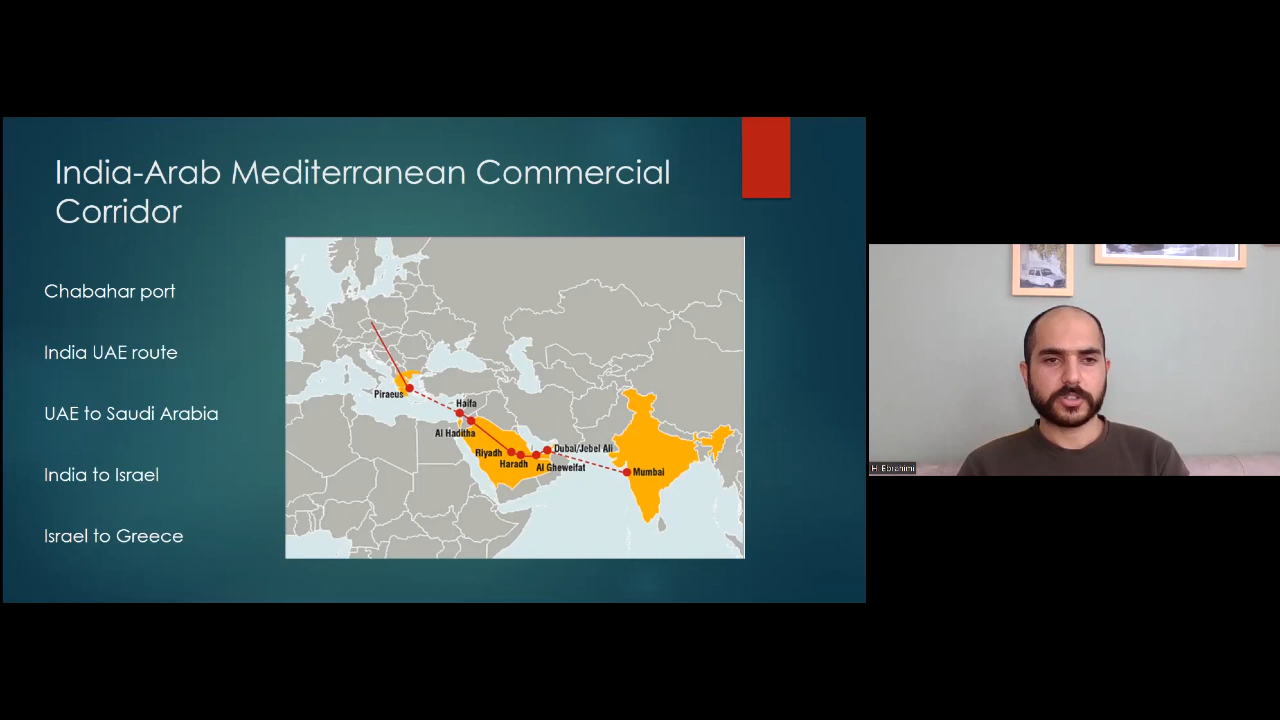 India-Arab Mediterranean Commercial
Corridor
Chabahar port
India UAE route
UAE to Saudi Arabia
India to Israel
Israel to Greece
Piraeus
Haifa
Al Haditha
Riyadh
Haradh
Dubai/Jebel Ali
Al Gheweifat
Mumbai
H. Ebrahimi